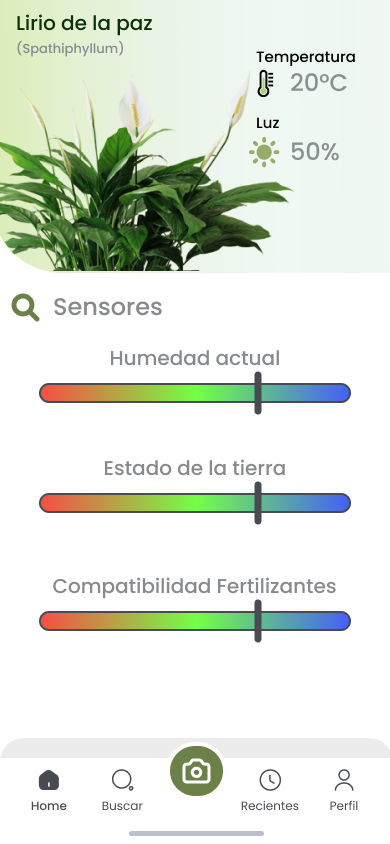 Lirio de la paz
(Spathiphyllum)
Temperatura
20°C
Luz
50%
Sensores
Humedad actual
Estado de la tierra
Compatibilidad Fertilizantes
Home
Buscar
Recientes
Perfil